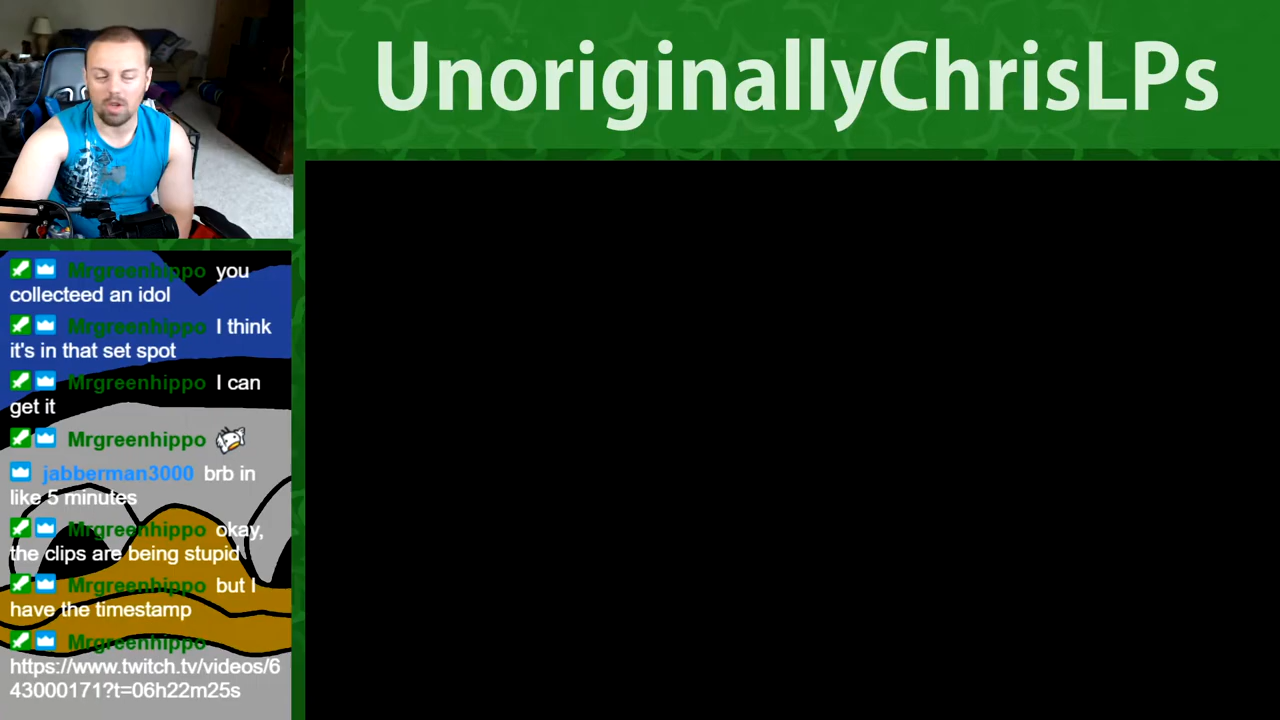 UnoriginallyChrisLPs
Mrgreenhippo you
collecteed an idol
Mrgreenhippo I think
it's in that set spot
Mrgreenhippo I can
get it
Mrgreenhippo
jabberman3000 brb in
like 5 minutes
Mrgreenhippo okay,
the clips are being stupid
Mrgreenhippo but I
have the timestamp
Mrgreenhippo
https://www.twitch.tv/videos/6
43000171?t=06h22m25s